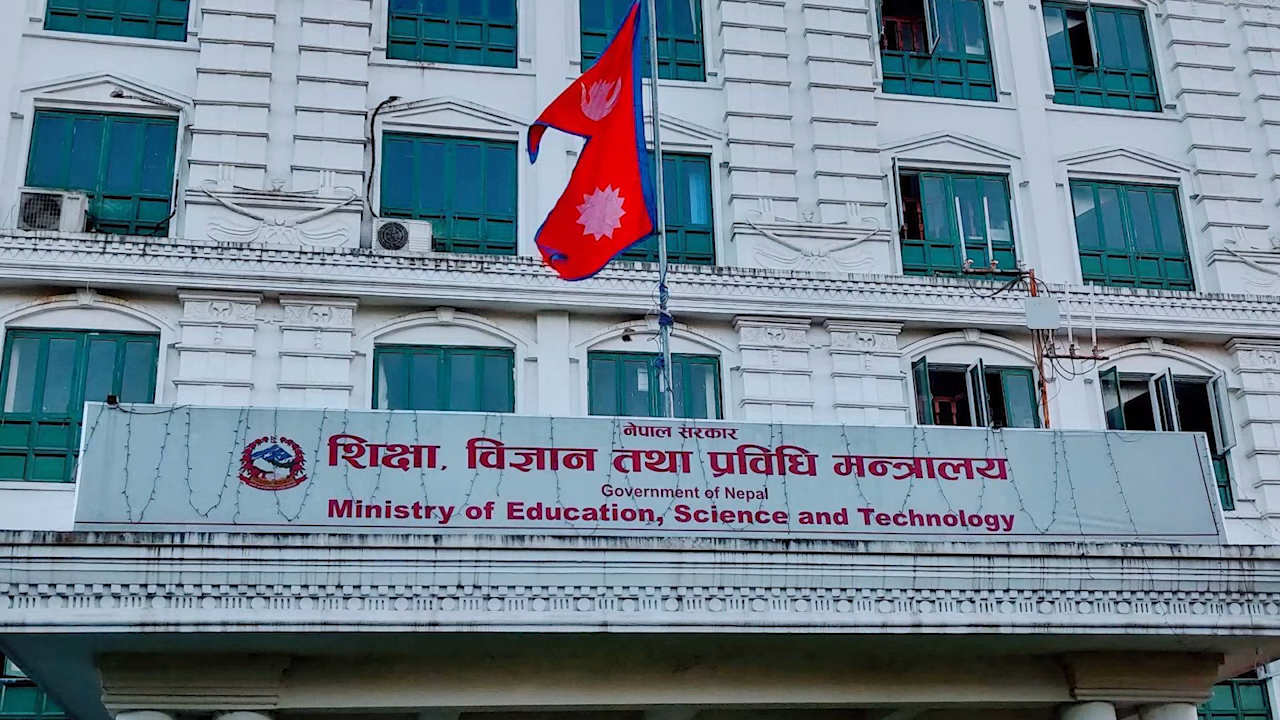 नेपाल सरकार
शिक्षा, विज्ञान तथा प्रविधि मन्त्रालय
Government of Nepal
Ministry of Education, Science and Technology